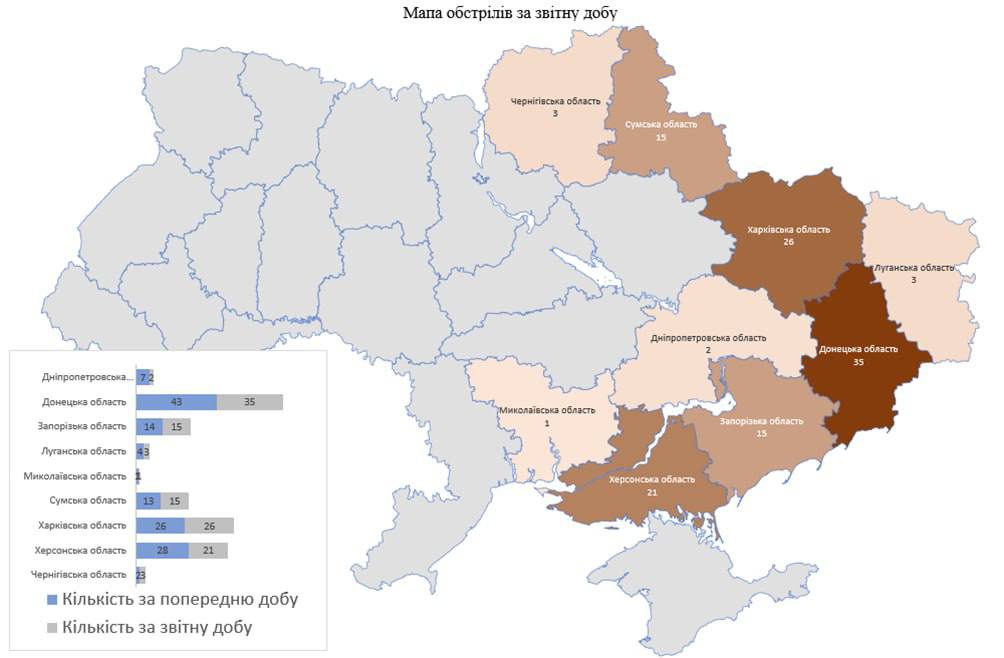 Мапа обстрілів за звітну добу
Чернігівська область
3
Сумська область
15
Харківська область
26
Луганська область
3
Дніпропетровська область
2
Донецька область
35
Миколаївська область
1
Запорізька область
15
Херсонська область
21
Дніпропетровська... 7 2
Донецька область 43 35
Запорізька область 14 15
Луганська область 4 3
Миколаївська область 1
Сумська область 13 15
Харківська область 26 26
Херсонська область 28 21
Чернігівська область 2 3
Кількість за попередню добу
Кількість за звітну добу